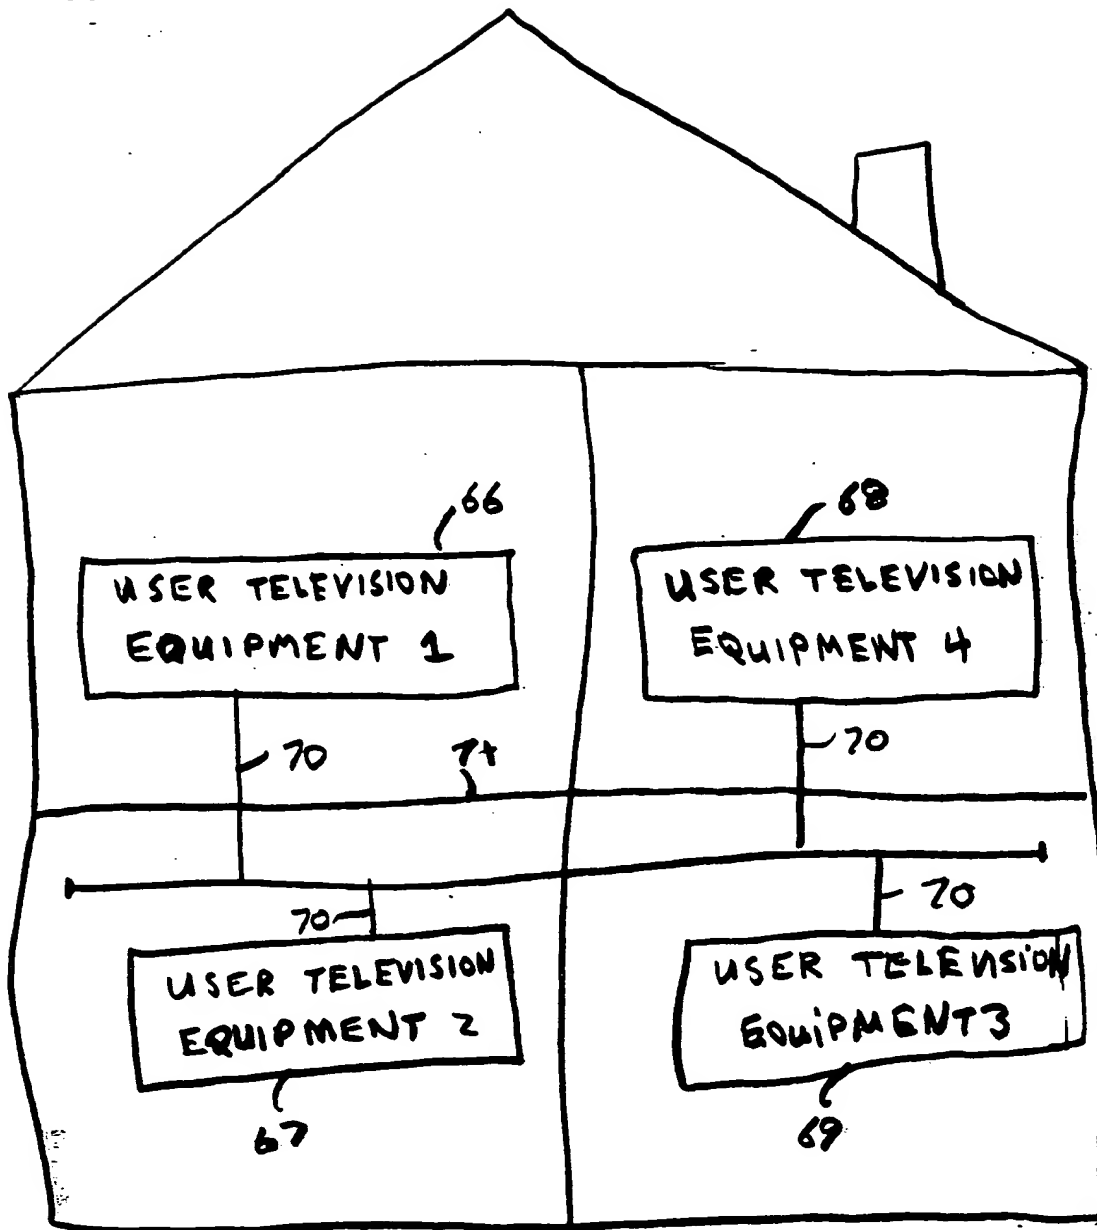 66
USER TELEVISION
EQUIPMENT 1
68
USER TELEVISION
EQUIPMENT 4
70
70
70
USER TELEVISION
EQUIPMENT 2
67
70
USER TELEVISION
EQUIPMENT 3
69